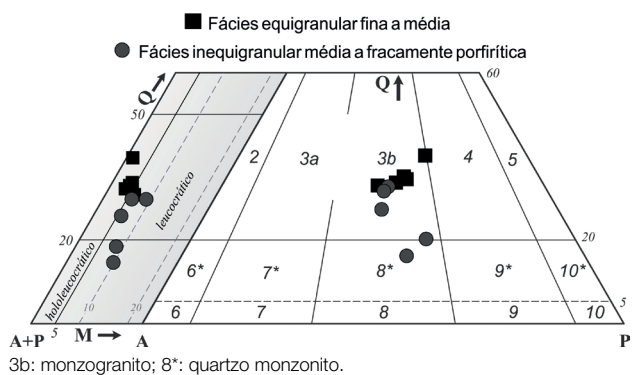 Fácies equigranular fina a média
Fácies inequigranular média a fracamente porfirítica
Q Q 60
50
2 3a 3b 4 5
hololeucocrático leucocrático
20 20
6* 7* 8* 9* 10*
10 20 5
6 7 8 9 10
A+P 5 M A P
3b: monzogranito; 8*: quartzo monzonito.